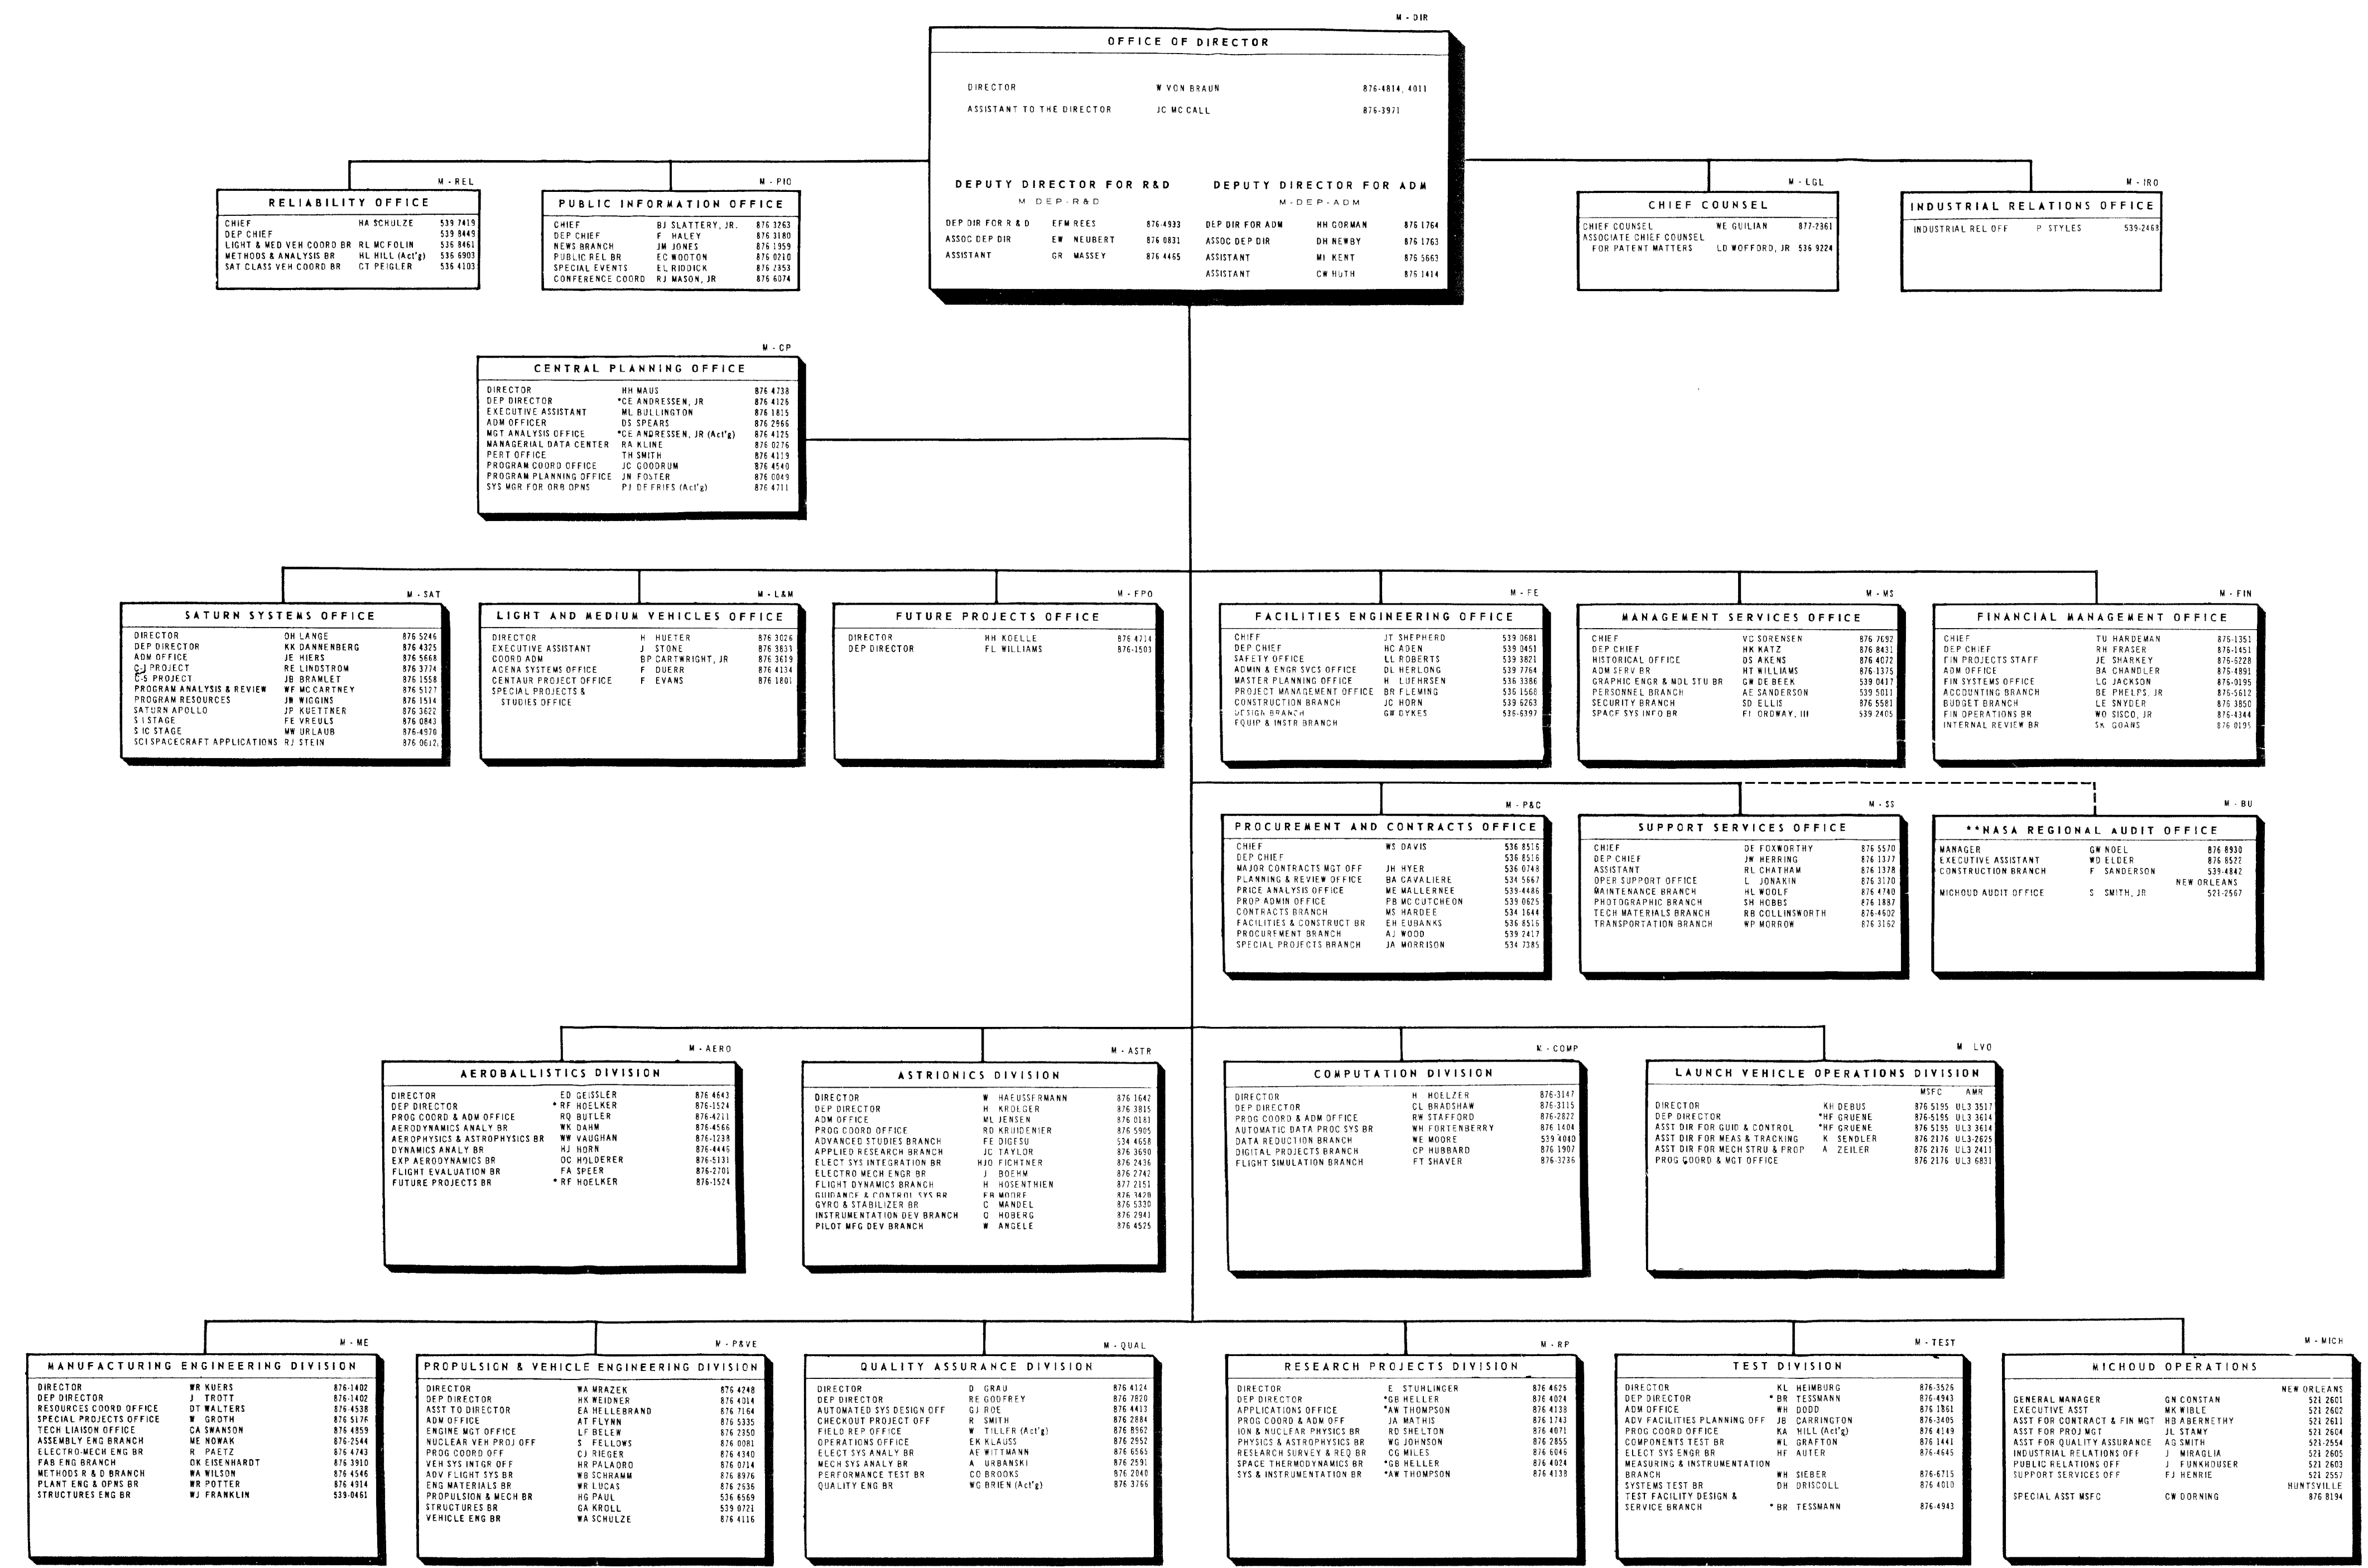 M - DIR
OFFICE OF DIRECTOR
DIRECTOR W VON BRAUN 876-4814, 4011
ASSISTANT TO THE DIRECTOR JC MC CALL 876-3971
DEPUTY DIRECTOR FOR R&D
M DEP-R&D
DEP DIR FOR R & D EFM REES 876-4933
ASSOC DEP DIR EW NEUBERT 876 0831
ASSISTANT GR MASSEY 876 4465
DEPUTY DIRECTOR FOR ADM
M-DEP-ADM
DEP DIR FOR ADM HH GORMAN 876 1764
ASSOC DEP DIR DH NEWBY 876 1763
ASSISTANT MI KENT 876 5663
ASSISTANT CW HUTH 876 1414
M - REL
RELIABILITY OFFICE
CHIEF HA SCHULZE 539 7419
DEP CHIEF 539 8449
LIGHT & MED VEH COORD BR RL MC FOLIN 536 8461
METHODS & ANALYSIS BR HL HILL (Act'g) 536 6903
SAT CLASS VEH COORD BR CT PEIGLER 536 4103
M - PIO
PUBLIC INFORMATION OFFICE
CHIEF BJ SLATTERY, JR. 876 3263
DEP CHIEF F HALEY 876 3180
NEWS BRANCH JM JONES 876 1959
PUBLIC REL BR EC WOOTON 876 0210
SPECIAL EVENTS EL RIDDICK 876 2353
CONFERENCE COORD RJ MASON, JR 876 6074
M - LGL
CHIEF COUNSEL
CHIEF COUNSEL WE GUILIAN 877-2361
ASSOCIATE CHIEF COUNSEL
FOR PATENT MATTERS LD WOFFORD, JR 536 9224
M - IRO
INDUSTRIAL RELATIONS OFFICE
INDUSTRIAL REL OFF P STYLES 539-2468
M - CP
CENTRAL PLANNING OFFICE
DIRECTOR HH MAUS 876 4738
DEP DIRECTOR *CE ANDRESSEN, JR 876 4126
EXECUTIVE ASSISTANT ML BULLINGTON 876 1815
ADM OFFICER DS SPEARS 876 2966
MGT ANALYSIS OFFICE *CE ANDRESSEN, JR (Act'g) 876 4125
MANAGERIAL DATA CENTER RA KLINE 876 0276
PERT OFFICE TH SMITH 876 4119
PROGRAM COORD OFFICE JC GOODRUM 876 4540
PROGRAM PLANNING OFFICE JN FOSTER 876 0049
SYS MGR FOR ORB OPNS PJ DE FRIES (Act'g) 876 4711
M - SAT
SATURN SYSTEMS OFFICE
DIRECTOR OH LANGE 876 5246
DEP DIRECTOR KK DANNENBERG 876 4325
ADM OFFICE JE HIERS 876 5668
C-1 PROJECT RE LINDSTROM 876 3774
C-5 PROJECT JB BRAMLET 876 1558
PROGRAM ANALYSIS & REVIEW WF MC CARTNEY 876 5127
PROGRAM RESOURCES JW WIGGINS 876 1514
SATURN APOLLO JP KUETTNER 876 3622
S I STAGE FE VREULS 876 0843
S IC STAGE MW URLAUB 876-4970
SCI SPACECRAFT APPLICATIONS RJ STEIN 876 0612
M - L&M
LIGHT AND MEDIUM VEHICLES OFFICE
DIRECTOR H HUETER 876 3026
EXECUTIVE ASSISTANT J STONE 876 3833
COORD ADM BP CARTWRIGHT, JR 876 3619
AGENA SYSTEMS OFFICE F DUERR 876 4134
CENTAUR PROJECT OFFICE F EVANS 876 1801
SPECIAL PROJECTS &
STUDIES OFFICE
M - FPO
FUTURE PROJECTS OFFICE
DIRECTOR HH KOELLE 876 4714
DEP DIRECTOR FL WILLIAMS 876-1503
M - FE
FACILITIES ENGINEERING OFFICE
CHIEF JT SHEPHERD 539 0681
DEP CHIEF HC ADEN 539 0451
SAFETY OFFICE LL ROBERTS 539 3821
ADMIN & ENGR SVCS OFFICE DL HERLONG 539 7764
MASTER PLANNING OFFICE H LUEHRSEN 536 3386
PROJECT MANAGEMENT OFFICE BR FLEMING 536 1568
CONSTRUCTION BRANCH JC HORN 539 6263
DESIGN BRANCH GW DYKES 536-6397
EQUIP & INSTR BRANCH
M - MS
MANAGEMENT SERVICES OFFICE
CHIEF VC SORENSEN 876 7692
DEP CHIEF HK KATZ 876 8431
HISTORICAL OFFICE DS AKENS 876 4072
ADM SERV BR HT WILLIAMS 876-1375
GRAPHIC ENGR & MDL STU BR GW DE BEEK 539 0417
PERSONNEL BRANCH AE SANDERSON 539 5011
SECURITY BRANCH SD ELLIS 876 5581
SPACE SYS INFO BR FI ORDWAY, III 539 2405
M - FIN
FINANCIAL MANAGEMENT OFFICE
CHIEF TU HARDEMAN 876-1351
DEP CHIEF RH FRASER 876-1451
FIN PROJECTS STAFF JE SHARKEY 876-6228
ADM OFFICE BA CHANDLER 876-4891
FIN SYSTEMS OFFICE LG JACKSON 876-0195
ACCOUNTING BRANCH BE PHELPS, JR 876-5612
BUDGET BRANCH LE SNYDER 876 3850
FIN OPERATIONS BR WO SISCO, JR 876-4344
INTERNAL REVIEW BR SK GOANS 876 0195
M - P&C
PROCUREMENT AND CONTRACTS OFFICE
CHIEF WS DAVIS 536 8516
DEP CHIEF 536 8516
MAJOR CONTRACTS MGT OFF JH HYER 536 0748
PLANNING & REVIEW OFFICE BA CAVALIERE 534 5667
PRICE ANALYSIS OFFICE ME MALLERNEE 539-4486
PROP ADMIN OFFICE PB MC CUTCHEON 539 0625
CONTRACTS BRANCH MS HARDEE 534 1644
FACILITIES & CONSTRUCT BR EH EUBANKS 536 8516
PROCUREMENT BRANCH AJ WOOD 539 2417
SPECIAL PROJECTS BRANCH JA MORRISON 534 7385
M - SS
SUPPORT SERVICES OFFICE
CHIEF DE FOXWORTHY 876 5570
DEP CHIEF JW HERRING 876 1377
ASSISTANT RL CHATHAM 876 1378
OPER SUPPORT OFFICE L JONAKIN 876 3170
MAINTENANCE BRANCH HL WOOLF 876 4740
PHOTOGRAPHIC BRANCH SH HOBBS 876 1887
TECH MATERIALS BRANCH RB COLLINSWORTH 876-4602
TRANSPORTATION BRANCH WP MORROW 876 3162
M - BU
**NASA REGIONAL AUDIT OFFICE
MANAGER GW NOEL 876 8930
EXECUTIVE ASSISTANT WD ELDER 876 8522
CONSTRUCTION BRANCH F SANDERSON 539-4842
NEW ORLEANS
MICHOUD AUDIT OFFICE S SMITH, JR 521-2567
M - AERO
AEROBALLISTICS DIVISION
DIRECTOR ED GEISSLER 876 4643
DEP DIRECTOR * RF HOELKER 876-1524
PROG COORD & ADM OFFICE RQ BUTLER 876-4211
AERODYNAMICS ANALY BR WK DAHM 876-4566
AEROPHYSICS & ASTROPHYSICS BR WW VAUGHAN 876-1238
DYNAMICS ANALY BR HJ HORN 876-4446
EXP AERODYNAMICS BR OC HOLDERER 876-5131
FLIGHT EVALUATION BR FA SPEER 876-2701
FUTURE PROJECTS BR * RF HOELKER 876-1524
M - ASTR
ASTRIONICS DIVISION
DIRECTOR W HAEUSSERMANN 876 1642
DEP DIRECTOR H KROEGER 876 3815
ADM OFFICE ML JENSEN 876 0181
PROG COORD OFFICE RD KRUIDENIER 876 5905
ADVANCED STUDIES BRANCH FE DIGESU 534 4658
APPLIED RESEARCH BRANCH JC TAYLOR 876 3690
ELECT SYS INTEGRATION BR HJO FICHTNER 876 2436
ELECTRO MECH ENGR BR J BOEHM 876 2742
FLIGHT DYNAMICS BRANCH H HOSENTHIEN 877 2151
GUIDANCE & CONTROL SYS BR FB MOORE 876 3420
GYRO & STABILIZER BR C MANDEL 876 5330
INSTRUMENTATION DEV BRANCH O HOBERG 876 2941
PILOT MFG DEV BRANCH W ANGELE 876 4525
M - COMP
COMPUTATION DIVISION
DIRECTOR H HOELZER 876-3147
DEP DIRECTOR CL BRADSHAW 876-3115
PROG COORD & ADM OFFICE RW STAFFORD 876-2822
AUTOMATIC DATA PROC SYS BR WH FORTENBERRY 876 1404
DATA REDUCTION BRANCH WE MOORE 539 4040
DIGITAL PROJECTS BRANCH CP HUBBARD 876 1907
FLIGHT SIMULATION BRANCH FT SHAVER 876-3236
M LVO
LAUNCH VEHICLE OPERATIONS DIVISION
MSFC AMR
DIRECTOR KH DEBUS 876 5195 UL3 3517
DEP DIRECTOR *HF GRUENE 876-5195 UL3 3614
ASST DIR FOR GUID & CONTROL *HF GRUENE 876 5195 UL3 3614
ASST DIR FOR MEAS & TRACKING K SENDLER 876 2176 UL3-2625
ASST DIR FOR MECH STRU & PROP A ZEILER 876 2176 UL3 2411
PROG COORD & MGT OFFICE 876 2176 UL3 6831
M - ME
MANUFACTURING ENGINEERING DIVISION
DIRECTOR WR KUERS 876-1402
DEP DIRECTOR J TROTT 876-1402
RESOURCES COORD OFFICE DT WALTERS 876-4538
SPECIAL PROJECTS OFFICE W GROTH 876 5176
TECH LIAISON OFFICE CA SWANSON 876 4859
ASSEMBLY ENG BRANCH ME NOWAK 876-2544
ELECTRO-MECH ENG BR R PAETZ 876 4743
FAB ENG BRANCH OK EISENHARDT 876 3910
METHODS R & D BRANCH WA WILSON 876 4546
PLANT ENG & OPNS BR WR POTTER 876 4914
STRUCTURES ENG BR WJ FRANKLIN 539-0461
M - P&VE
PROPULSION & VEHICLE ENGINEERING DIVISION
DIRECTOR WA MRAZEK 876 4248
DEP DIRECTOR HK WEIDNER 876 4014
ASST TO DIRECTOR EA HELLEBRAND 876 7164
ADM OFFICE AT FLYNN 876 5335
ENGINE MGT OFFICE LF BELEW 876 2350
NUCLEAR VEH PROJ OFF S FELLOWS 876 0081
PROG COORD OFF CJ RIEGER 876 4340
VEH SYS INTGR OFF HR PALAORO 876 0714
ADV FLIGHT SYS BR WB SCHRAMM 876 8976
ENG MATERIALS BR WR LUCAS 876 2636
PROPULSION & MECH BR HG PAUL 536 6569
STRUCTURES BR GA KROLL 539 0721
VEHICLE ENG BR WA SCHULZE 876 4116
M - QUAL
QUALITY ASSURANCE DIVISION
DIRECTOR D GRAU 876 4124
DEP DIRECTOR RE GODFREY 876 7820
AUTOMATED SYS DESIGN OFF GJ ROE 876 4413
CHECKOUT PROJECT OFF R SMITH 876 2884
FIELD REP OFFICE W TILLER (Act'g) 876 8962
OPERATIONS OFFICE EK KLAUSS 876 2952
ELECT SYS ANALY BR AE WITTMANN 876 6565
MECH SYS ANALY BR A URBANSKI 876 2591
PERFORMANCE TEST BR CO BROOKS 876 2040
QUALITY ENG BR WC BRIEN (Act'g) 876 3766
M - RP
RESEARCH PROJECTS DIVISION
DIRECTOR E STUHLINGER 876 4625
DEP DIRECTOR *GB HELLER 876 4024
APPLICATIONS OFFICE *AW THOMPSON 876 4138
PROG COORD & ADM OFF JA MATHIS 876 1743
ION & NUCLEAR PHYSICS BR RD SHELTON 876 4071
PHYSICS & ASTROPHYSICS BR WG JOHNSON 876 2855
RESEARCH SURVEY & REQ BR CG MILES 876 6046
SPACE THERMODYNAMICS BR *GB HELLER 876 4024
SYS & INSTRUMENTATION BR *AW THOMPSON 876 4138
M - TEST
TEST DIVISION
DIRECTOR KL HEIMBURG 876-3526
DEP DIRECTOR * BR TESSMANN 876-4943
ADM OFFICE WH DODD 876 1861
ADV FACILITIES PLANNING OFF JB CARRINGTON 876-3405
PROG COORD OFFICE KA HILL (Act'g) 876 4149
COMPONENTS TEST BR WL GRAFTON 876 1441
ELECT SYS ENGR BR HF AUTER 876-4645
MEASURING & INSTRUMENTATION
BRANCH WH SIEBER 876-6715
SYSTEMS TEST BR DH DRISCOLL 876 4010
TEST FACILITY DESIGN &
SERVICE BRANCH * BR TESSMANN 876-4943
M - MICH
MICHOUD OPERATIONS
NEW ORLEANS
GENERAL MANAGER GN CONSTAN 521 2601
EXECUTIVE ASST MK WIBLE 521 2602
ASST FOR CONTRACT & FIN MGT HB ABERNETHY 521 2611
ASST FOR PROJ MGT JL STAMY 521 2604
ASST FOR QUALITY ASSURANCE AG SMITH 521-2554
INDUSTRIAL RELATIONS OFF J MIRAGLIA 521 2605
PUBLIC RELATIONS OFF J FUNKHOUSER 521 2603
SUPPORT SERVICES OFF FJ HENRIE 521 2557
HUNTSVILLE
SPECIAL ASST MSFC CW DORNING 876 8194